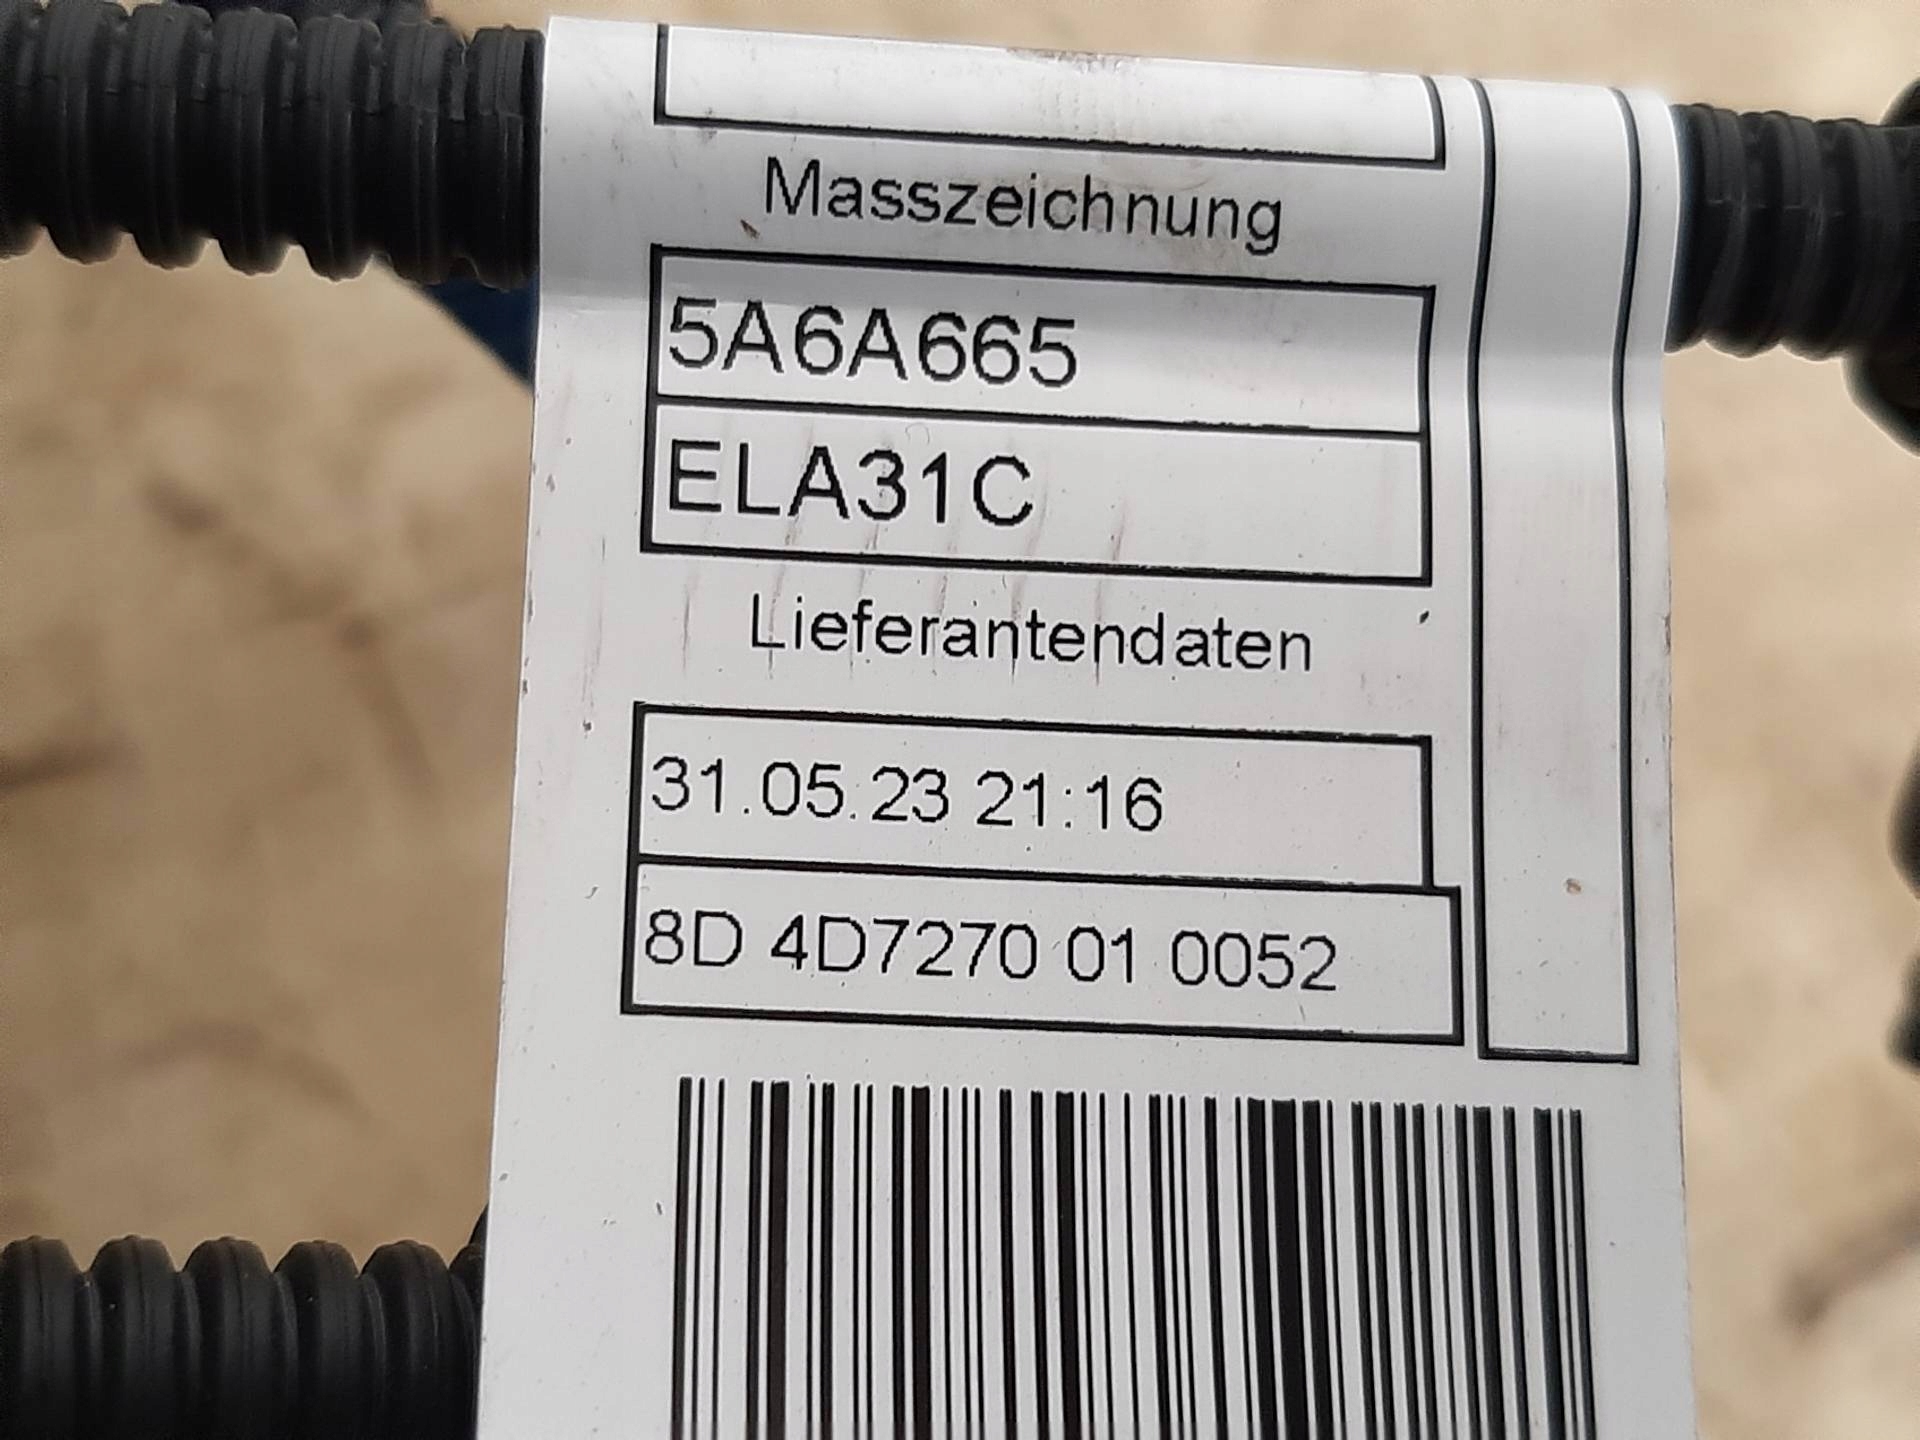 Masszeichnung
5A6A665
ELA31C
Lieferantendaten
31.05.23 21:16
8D 4D7270 01 0052